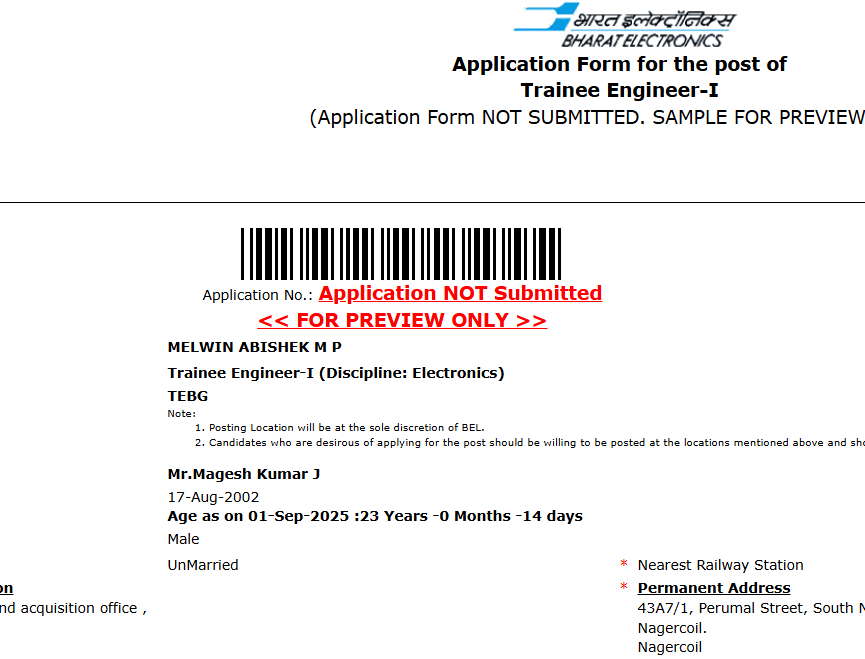 भारत इलेक्ट्रॉनिक्स
BHARAT ELECTRONICS
Application Form for the post of
Trainee Engineer-I
(Application Form NOT SUBMITTED. SAMPLE FOR PREVIEW
Application No.: Application NOT Submitted
<< FOR PREVIEW ONLY >>
MELWIN ABISHEK M P
Trainee Engineer-I (Discipline: Electronics)
TEBG
Note:
1. Posting Location will be at the sole discretion of BEL.
2. Candidates who are desirous of applying for the post should be willing to be posted at the locations mentioned above and sho
Mr.Magesh Kumar J
17-Aug-2002
Age as on 01-Sep-2025 :23 Years -0 Months -14 days
Male
UnMarried
* Nearest Railway Station
on
* Permanent Address
nd acquisition office ,
43A7/1, Perumal Street, South N
Nagercoil.
Nagercoil